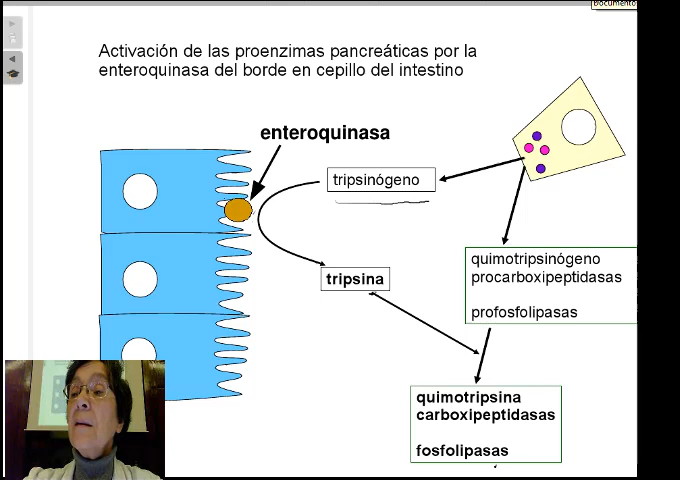 Documento
Activación de las proenzimas pancreáticas por la
enteroquinasa del borde en cepillo del intestino
enteroquinasa
tripsinógeno
quimotripsinógeno
procarboxipeptidasas
profosfolipasas
tripsina
quimotripsina
carboxipeptidasas
fosfolipasas